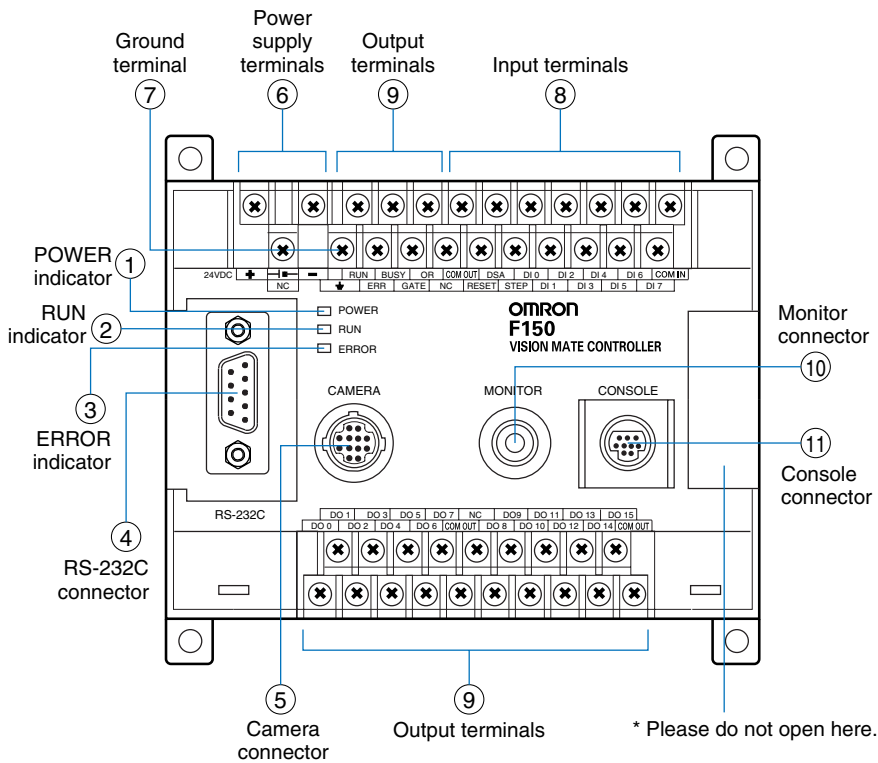 Ground
terminal
7
Power
supply
terminals
6
Output
terminals
9
Input terminals
8
24VDC + − RUN BUSY OR COM OUT DSA DI 0 DI 2 DI 4 DI 6 COM IN
NC ERR GATE NC RESET STEP DI 1 DI 3 DI 5 DI 7
POWER
indicator
1
RUN
indicator
2
3
ERROR
indicator
POWER
RUN
ERROR
OMRON
F150
VISION MATE CONTROLLER
Monitor
connector
10
CAMERA
MONITOR
CONSOLE
11
Console
connector
RS-232C
4
RS-232C
connector
DO 1 DO 3 DO 5 DO 7 NC DO9 DO 11 DO 13 DO 15
DO 0 DO 2 DO 4 DO 6 COM OUT DO 8 DO 10 DO 12 DO 14 COM OUT
5
Camera
connector
9
Output terminals
* Please do not open here.